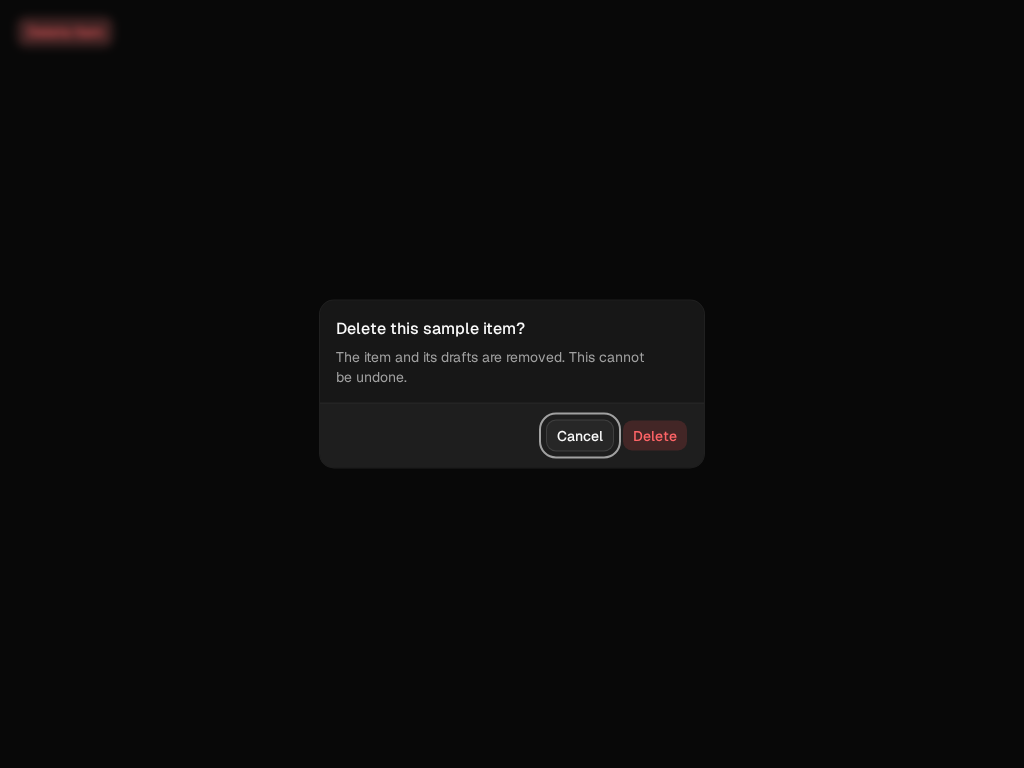 Delete this sample item?
The item and its drafts are removed. This cannot
be undone.
Cancel
Delete